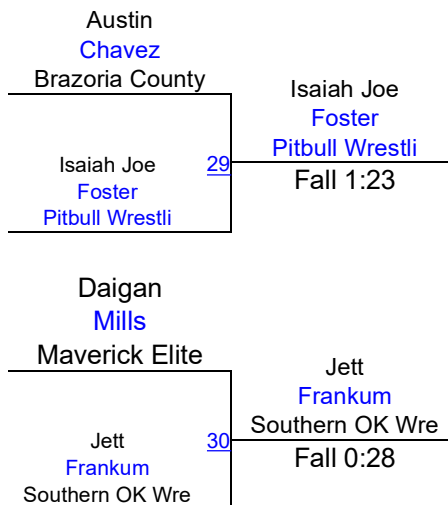 Austin
Chavez
Brazoria County
Isaiah Joe
Foster
Pitbull Wrestli
29
Isaiah Joe
Foster
Pitbull Wrestli
Fall 1:23
Daigan
Mills
Maverick Elite
Jett
Frankum
Southern OK Wre
30
Jett
Frankum
Southern OK Wre
Fall 0:28